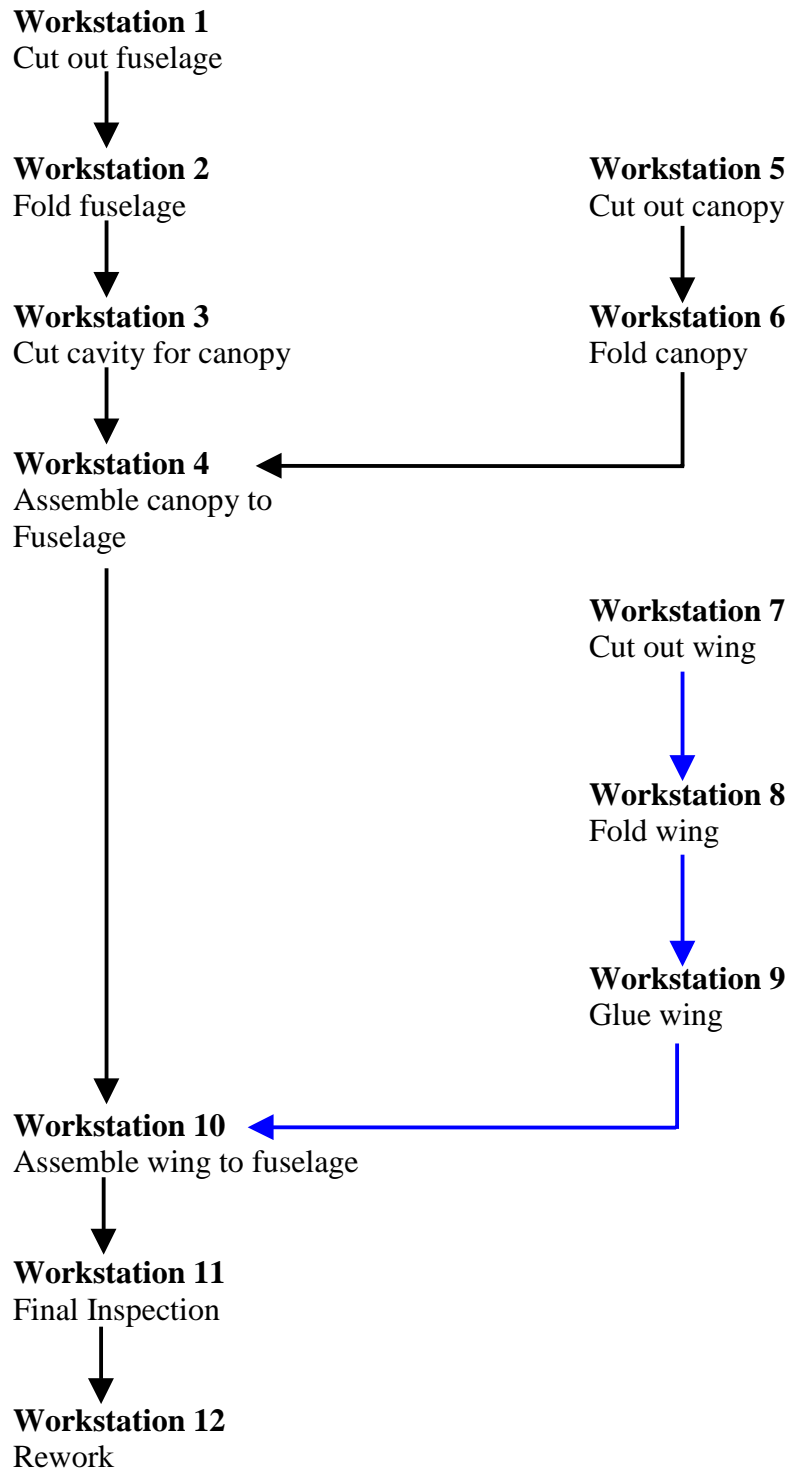 Workstation 1
Cut out fuselage
Workstation 2
Fold fuselage
Workstation 5
Cut out canopy
Workstation 3
Cut cavity for canopy
Workstation 6
Fold canopy
Workstation 4
Assemble canopy to
Fuselage
Workstation 7
Cut out wing
Workstation 8
Fold wing
Workstation 9
Glue wing
Workstation 10
Assemble wing to fuselage
Workstation 11
Final Inspection
Workstation 12
Rework